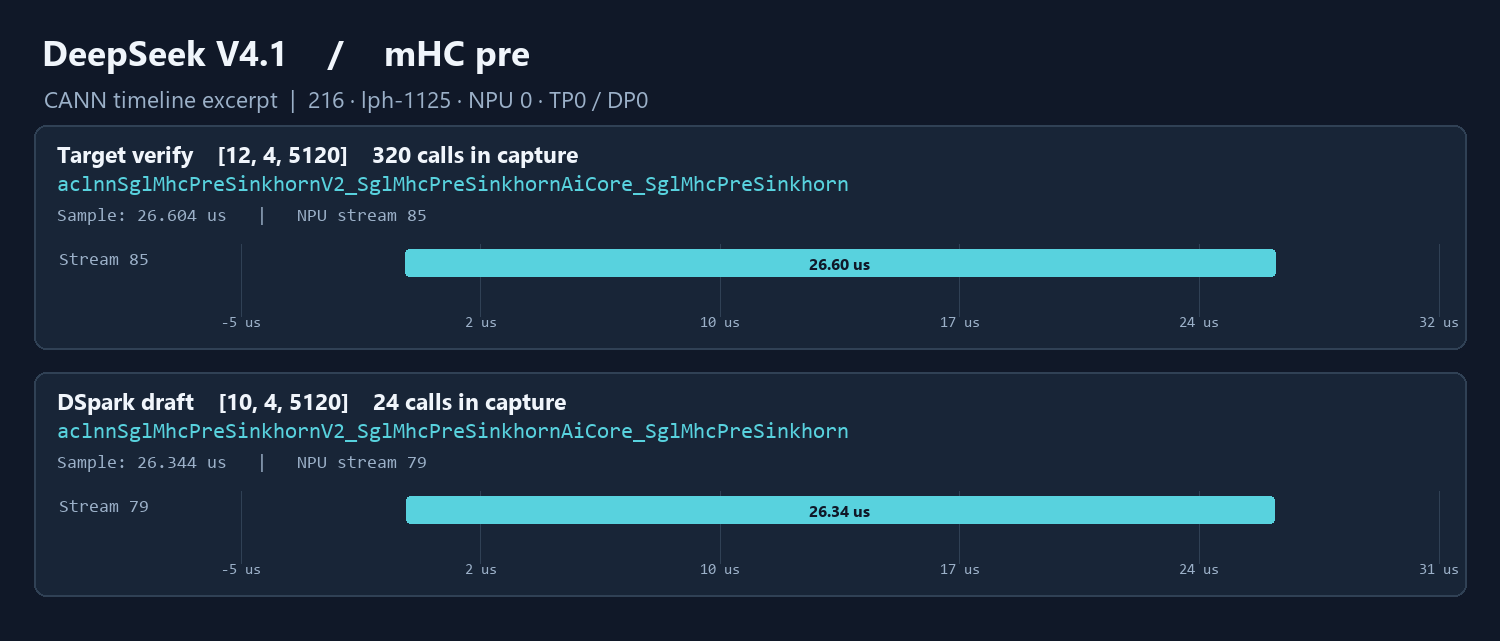 DeepSeek V4.1 / mHC pre
CANN timeline excerpt | 216 · lph-1125 · NPU 0 · TP0 / DP0
Target verify [12, 4, 5120] 320 calls in capture
aclnnSglMhcPreSinkhornV2_SglMhcPreSinkhornAiCore_SglMhcPreSinkhorn
Sample: 26.604 us | NPU stream 85
Stream 85
26.60 us
-5 us 2 us 10 us 17 us 24 us 32 us
DSpark draft [10, 4, 5120] 24 calls in capture
aclnnSglMhcPreSinkhornV2_SglMhcPreSinkhornAiCore_SglMhcPreSinkhorn
Sample: 26.344 us | NPU stream 79
Stream 79
26.34 us
-5 us 2 us 10 us 17 us 24 us 31 us